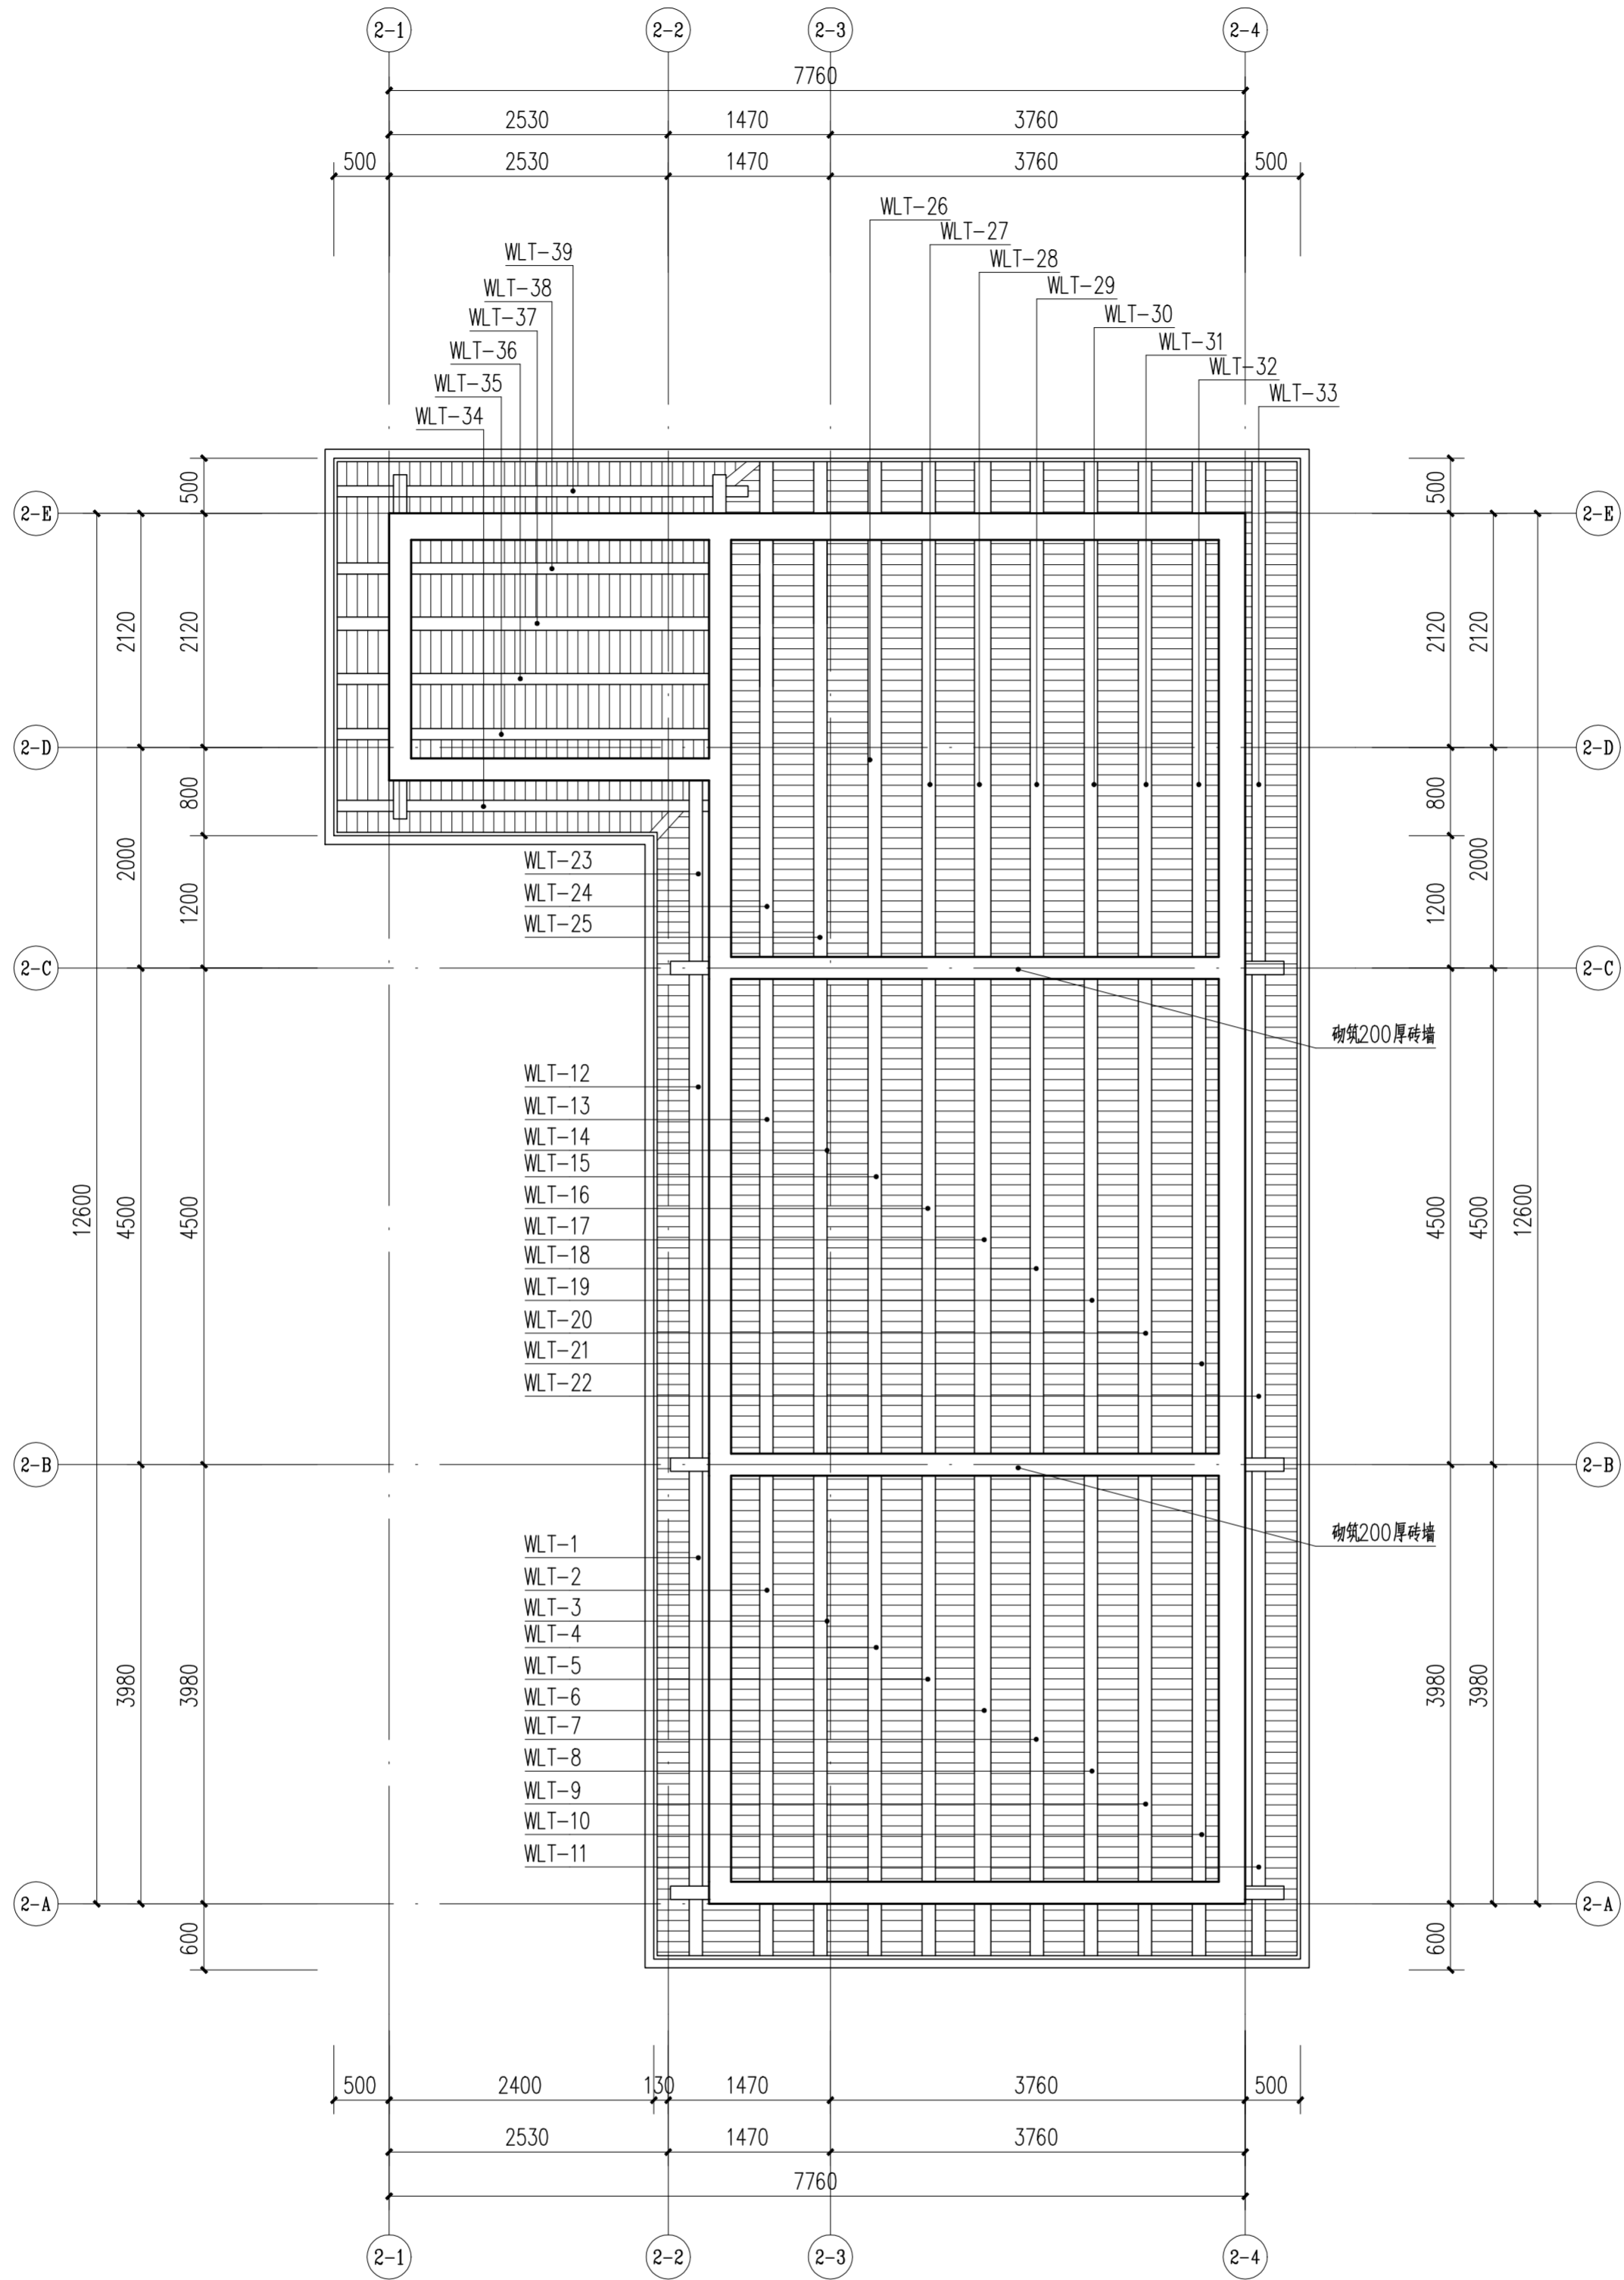 2-1 2-2 2-3 2-4
7760
2530 1470 3760
500 2530 1470 3760 500
WLT-26
WLT-27
WLT-39
WLT-28
WLT-38
WLT-29
WLT-37
WLT-30
WLT-36
WLT-31
WLT-32
WLT-35
WLT-33
WLT-34
500 500
2-E 2-E
2120 2120 2120 2120
2-D 2-D
800 800
2000 2000
WLT-23
WLT-24
1200 1200
WLT-25
2-C 2-C
砌筑200厚砖墙
WLT-12
WLT-13
WLT-14
WLT-15
WLT-16
12600 4500 4500 4500 4500 12600
WLT-17
WLT-18
WLT-19
WLT-20
WLT-21
WLT-22
2-B 2-B
砌筑200厚砖墙
WLT-1
WLT-2
WLT-3
WLT-4
WLT-5
3980 3980 3980 3980
WLT-6
WLT-7
WLT-8
WLT-9
WLT-10
WLT-11
2-A 2-A
600 600
500 2400 130 1470 3760 500
2530 1470 3760
7760
2-1 2-2 2-3 2-4